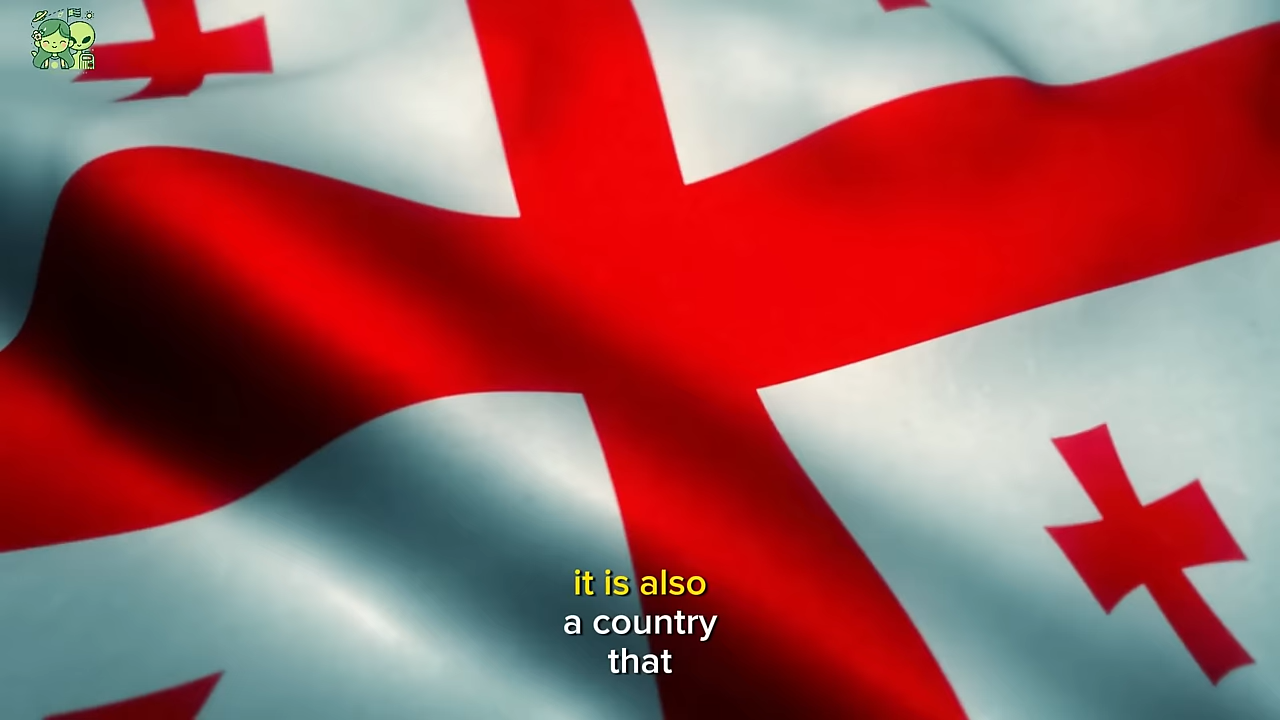 it is also
a country
that